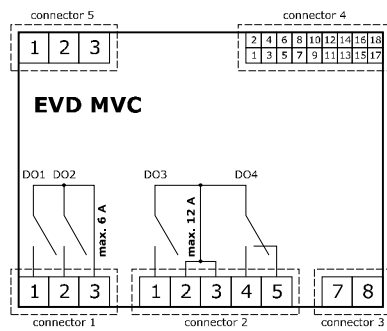 connector 5
connector 4
1 2 3
2 4 6 8 10 12 14 16 18
1 3 5 7 9 11 13 15 17
EVD MVC
DO1 DO2 DO3 DO4
max. 6 A
max. 12 A
1 2 3
1 2 3 4 5
7 8
connector 1
connector 2
connector 3